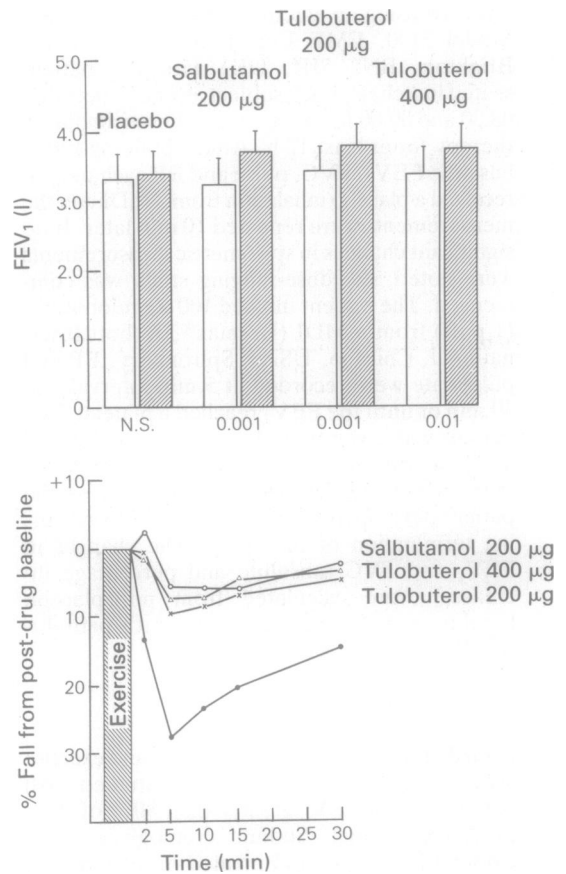 Tulobuterol
200 μg
Salbutamol
200 μg
Tulobuterol
400 μg
Placebo
5.0
4.0
3.0
2.0
1.0
0
FEV₁ (l)
N.S.
0.001
0.001
0.01
+10
0
10
20
30
% Fall from post-drug baseline
Exercise
Salbutamol 200 μg
Tulobuterol 400 μg
Tulobuterol 200 μg
2
5
10
15
20
25
30
Time (min)